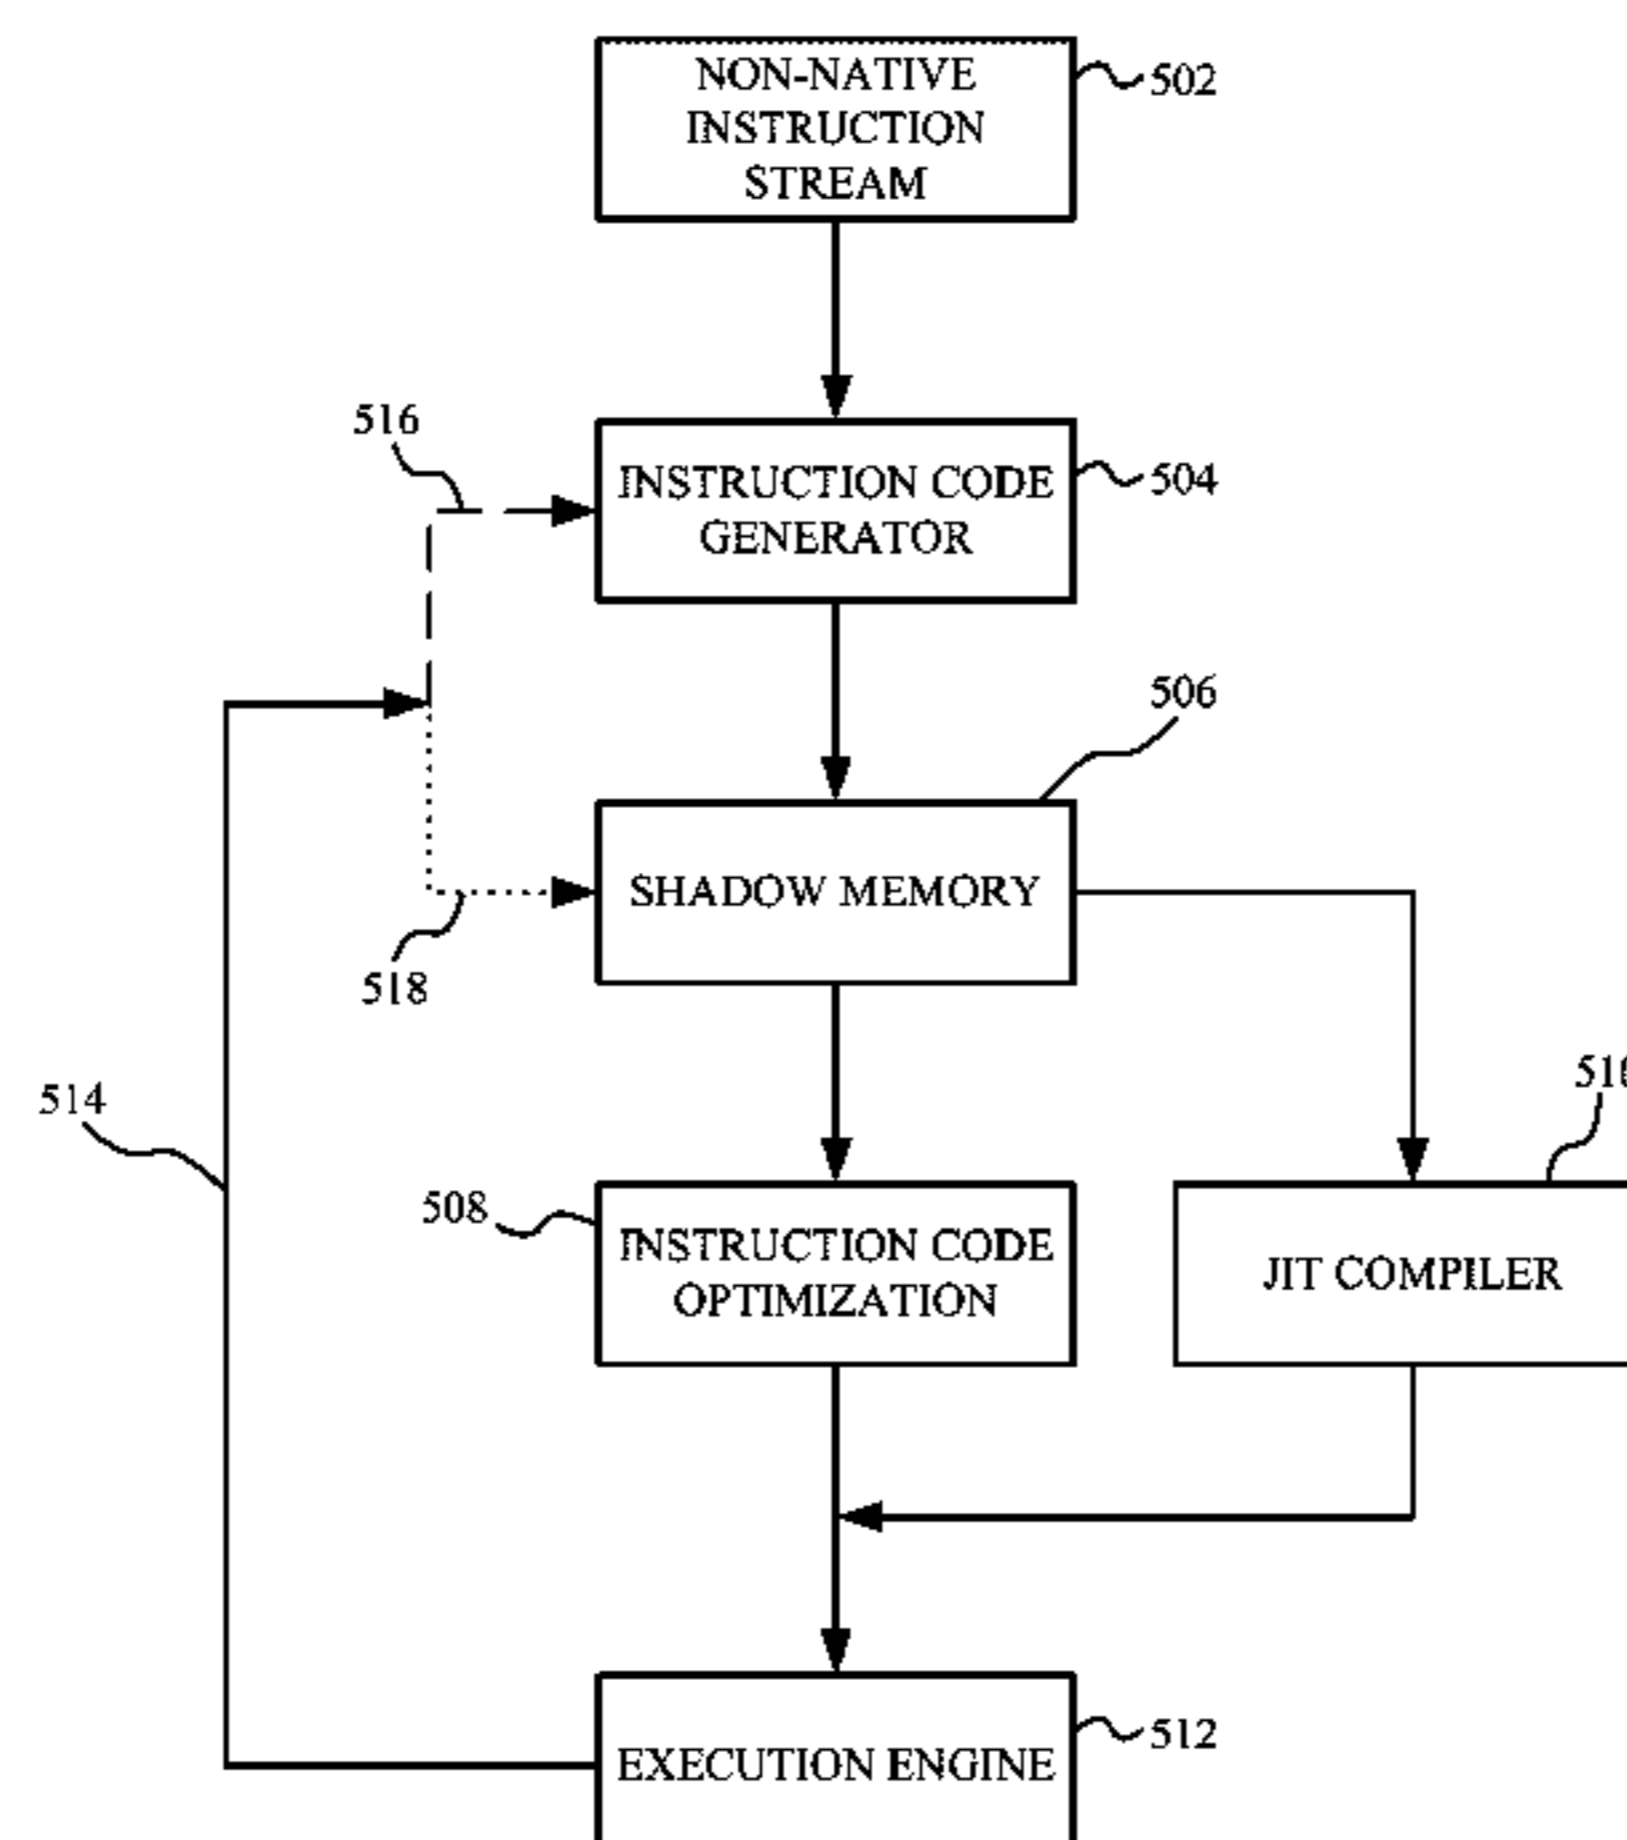 NON-NATIVE
INSTRUCTION
STREAM
502
516
INSTRUCTION CODE
GENERATOR
504
506
SHADOW MEMORY
518
514
510
508
INSTRUCTION CODE
OPTIMIZATION
JIT COMPILER
512
EXECUTION ENGINE